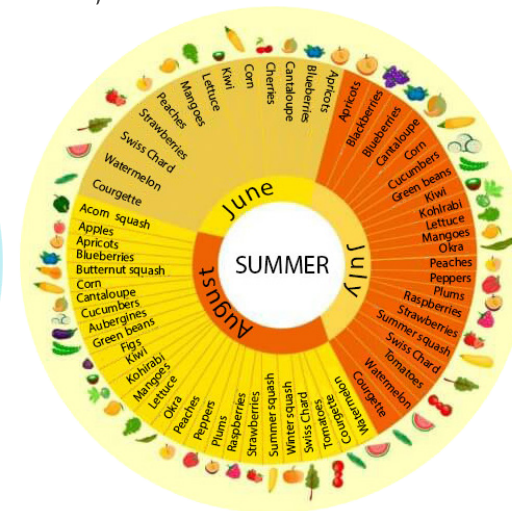 SUMMER
June
Courgette
Watermelon
Swiss Chard
Strawberries
Peaches
Mangoes
Lettuce
Kiwi
Corn
Cherries
Cantaloupe
Blueberries
Apricots
July
Apricots
Blackberries
Blueberries
Cantaloupe
Corn
Cucumbers
Green beans
Kiwi
Kohlrabi
Lettuce
Mangoes
Okra
Peaches
Peppers
Plums
Raspberries
Strawberries
Summer squash
Swiss Chard
Tomatoes
Watermelon
Courgette
August
Acorn squash
Apples
Apricots
Blueberries
Butternut squash
Corn
Cantaloupe
Cucumbers
Aubergines
Green beans
Figs
Kiwi
Kohirabi
Mangoes
Lettuce
Okra
Peaches
Peppers
Plums
Raspberries
Strawberries
Summer squash
Winter squash
Swiss Chard
Tomatoes
Courgette
Watermelon